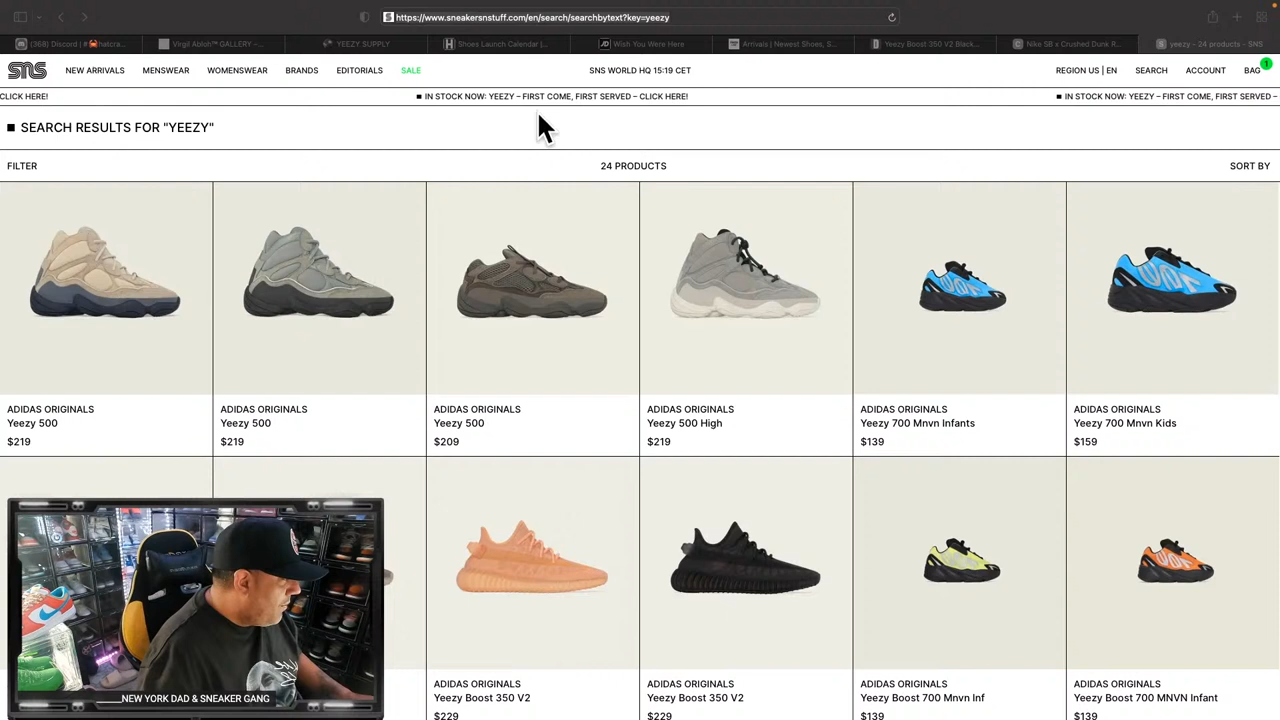 https://www.sneakersnstuff.com/en/search/searchbytext?key=yeezy
(368) Discord | #🦀hatcra...
Virgil Abloh™ GALLERY –...
YEEZY SUPPLY
Shoes Launch Calendar |...
Wish You Were Here
Arrivals | Newest Shoes, S...
Yeezy Boost 350 V2 Black...
Nike SB x Crushed Dunk R...
yeezy - 24 products - SNS
SNS
NEW ARRIVALS
MENSWEAR
WOMENSWEAR
BRANDS
EDITORIALS
SALE
SNS WORLD HQ 15:19 CET
REGION US | EN
SEARCH
ACCOUNT
BAG
1
CLICK HERE!
IN STOCK NOW: YEEZY – FIRST COME, FIRST SERVED – CLICK HERE!
IN STOCK NOW: YEEZY – FIRST COME, FIRST SERVED –
SEARCH RESULTS FOR "YEEZY"
FILTER
24 PRODUCTS
SORT BY
ADIDAS ORIGINALS
Yeezy 500
$219
ADIDAS ORIGINALS
Yeezy 500
$219
ADIDAS ORIGINALS
Yeezy 500
$209
ADIDAS ORIGINALS
Yeezy 500 High
$219
ADIDAS ORIGINALS
Yeezy 700 Mnvn Infants
$139
ADIDAS ORIGINALS
Yeezy 700 Mnvn Kids
$159
ADIDAS ORIGINALS
Yeezy Boost 350 V2
$229
ADIDAS ORIGINALS
Yeezy Boost 350 V2
$229
ADIDAS ORIGINALS
Yeezy Boost 700 Mnvn Inf
$139
ADIDAS ORIGINALS
Yeezy Boost 700 MNVN Infant
$139
NEW YORK DAD & SNEAKER GANG